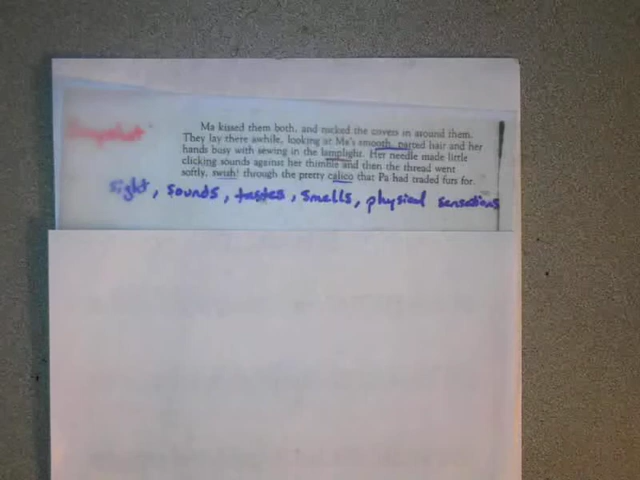 Snapshot
Ma kissed them both, and tucked the covers in around them.
They lay there awhile, looking at Ma's smooth, parted hair and her
hands busy with sewing in the lamplight. Her needle made little
clicking sounds against her thimble and then the thread went
softly, swish! through the pretty calico that Pa had traded furs for.
sight, sounds, tastes, smells, physical sensations